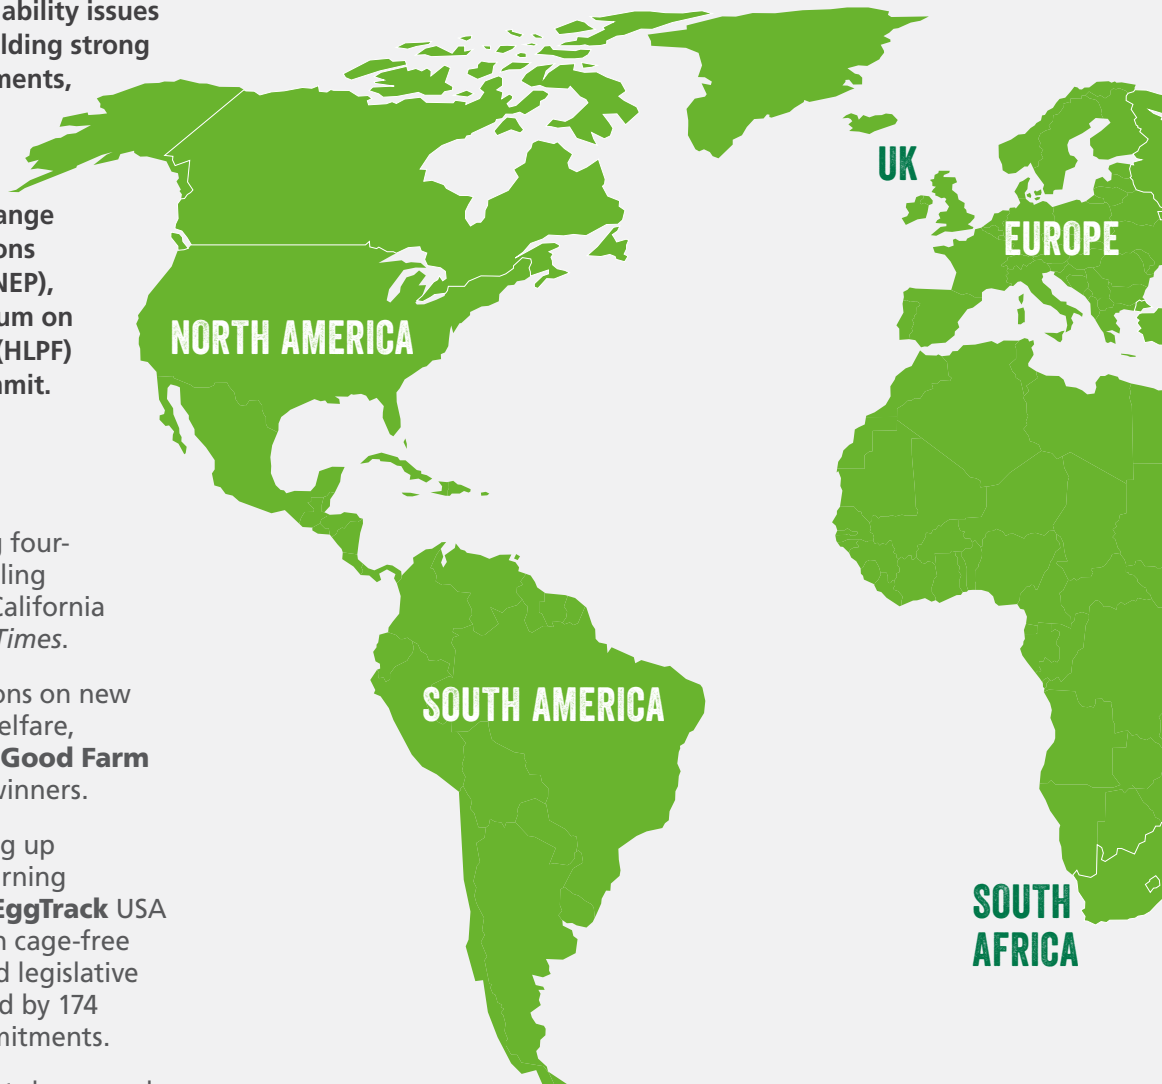 ability issues
lding strong
ments,
ange
ons
NEP),
um on
(HLPF)
mit.
four-
ling
California
Times.
ons on new
elfare,
Good Farm
winners.
g up
rning
EggTrack USA
n cage-free
d legislative
d by 174
mitments.
UK
EUROPE
NORTH AMERICA
SOUTH AMERICA
SOUTH
AFRICA